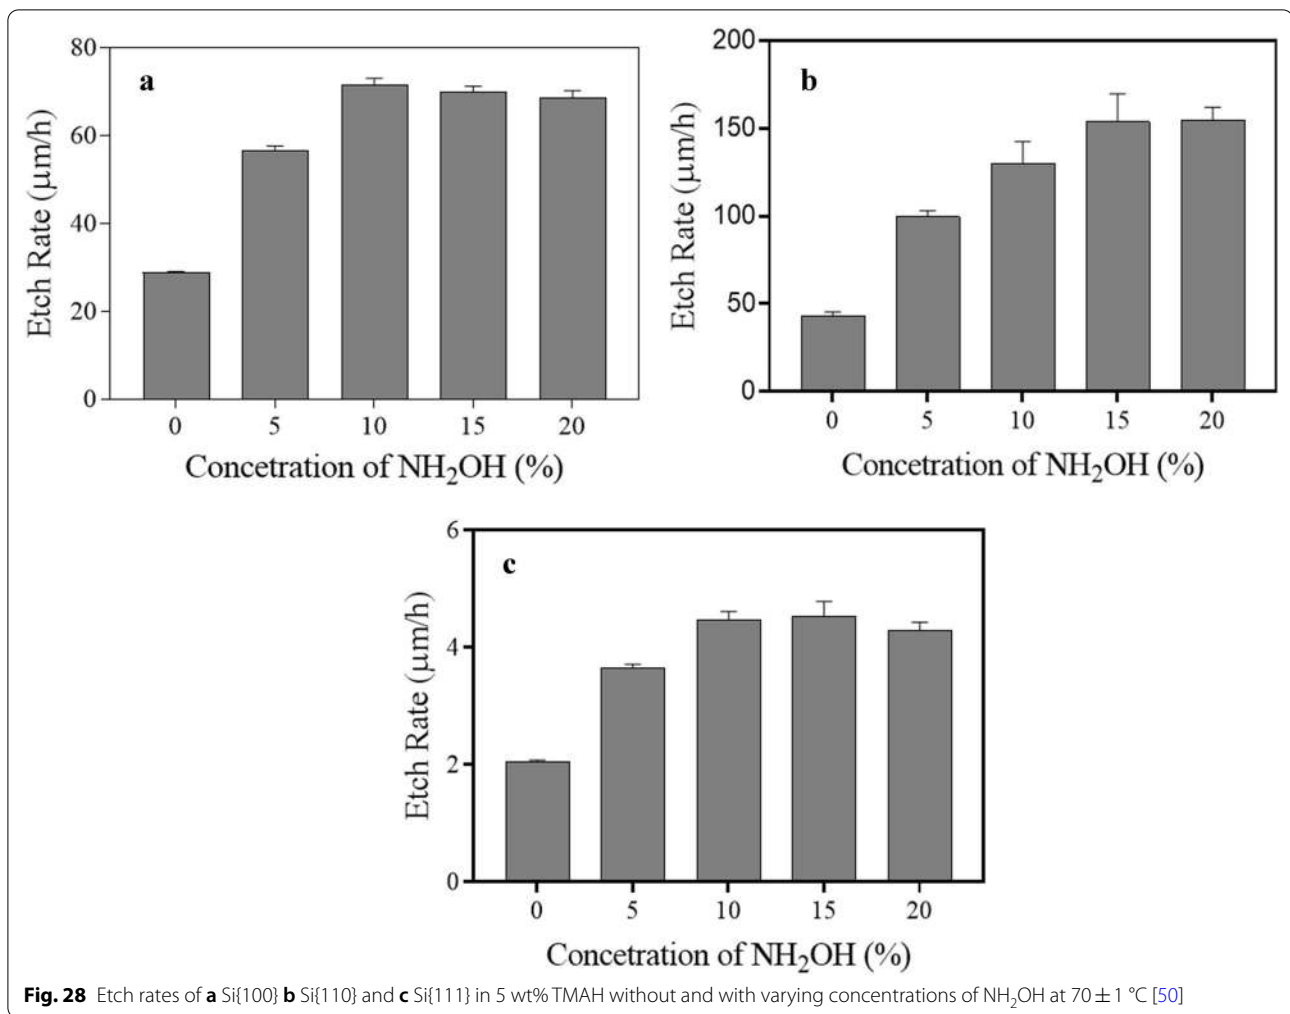 a
80
60
40
20
0
Etch Rate (μm/h)
0 5 10 15 20
Concetration of NH₂OH (%)
b
200
150
100
50
0
Etch Rate (μm/h)
0 5 10 15 20
Concetration of NH₂OH (%)
c
6
4
2
0
Etch Rate (μm/h)
0 5 10 15 20
Concetration of NH₂OH (%)
Fig. 28 Etch rates of a Si{100} b Si{110} and c Si{111} in 5 wt% TMAH without and with varying concentrations of NH₂OH at 70 ± 1 °C [50]